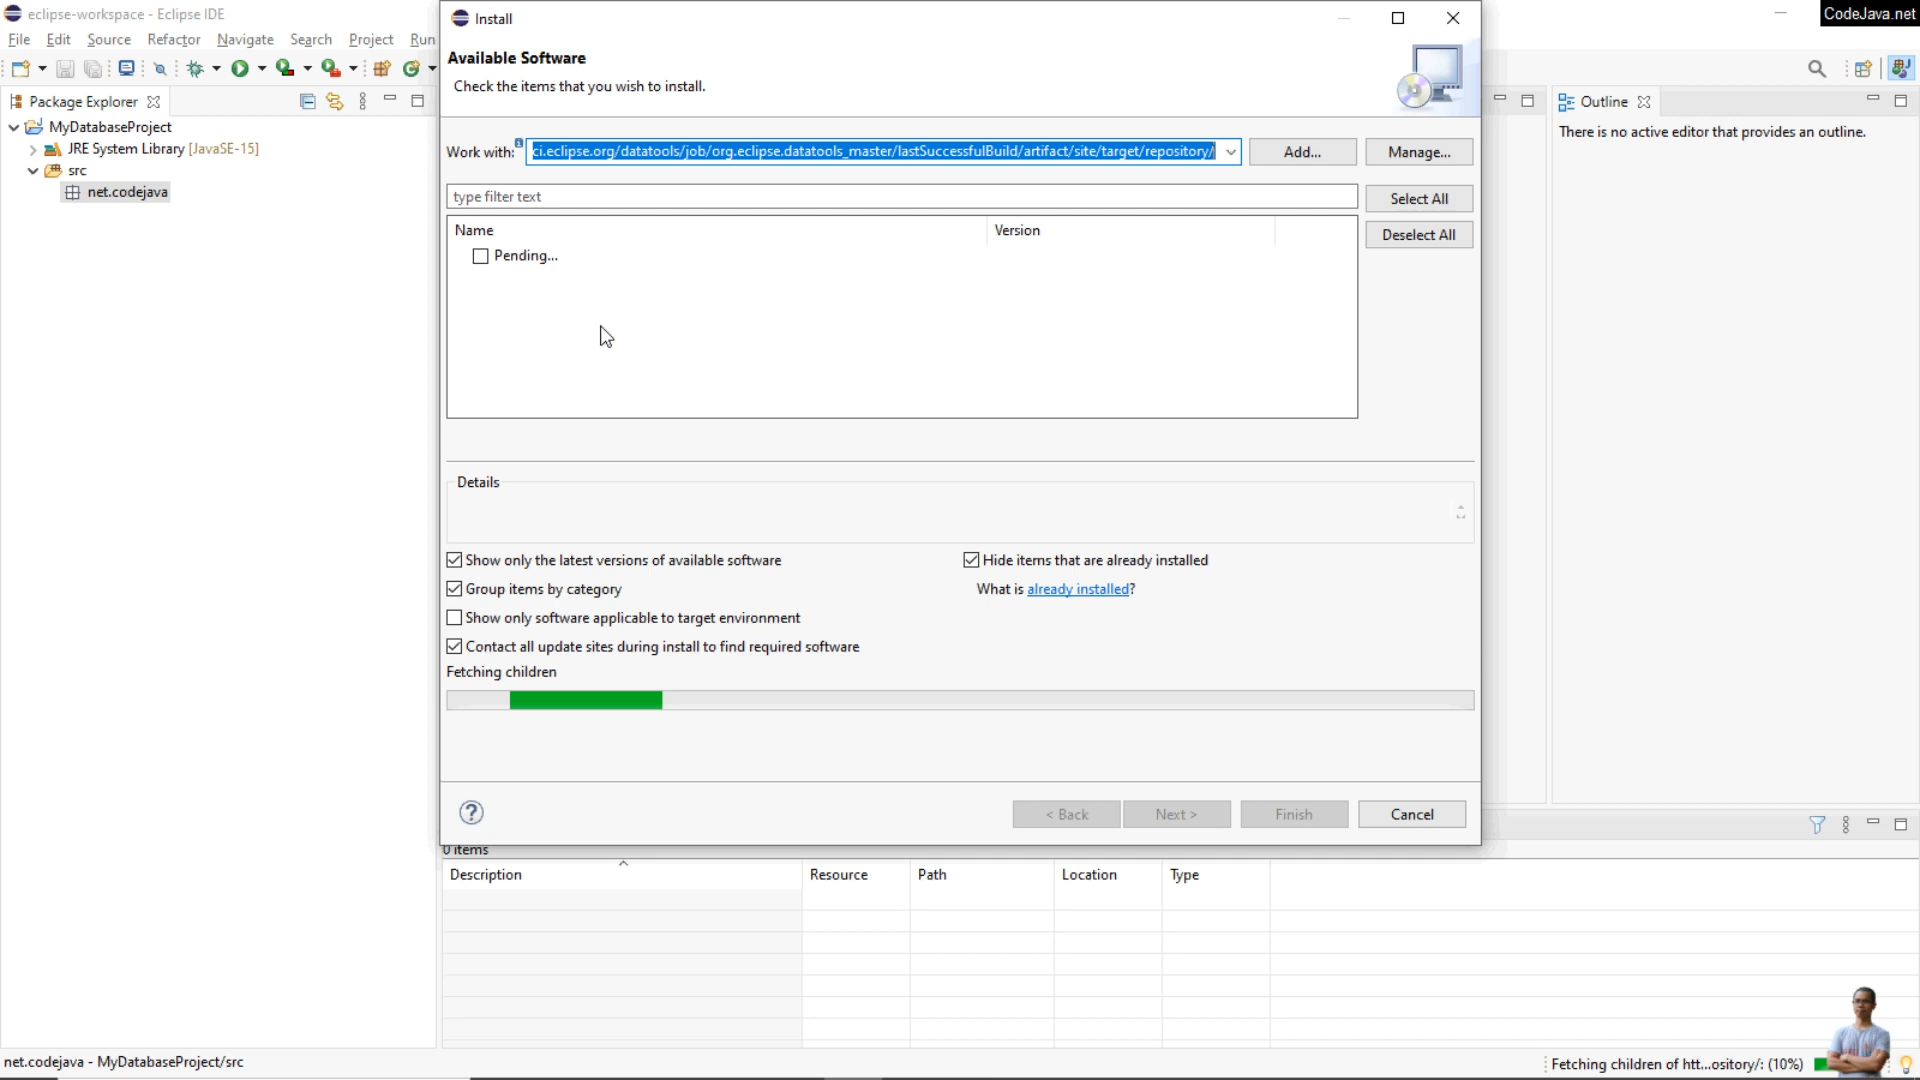 eclipse-workspace - Eclipse IDE
File Edit Source Refactor Navigate Search Project Run
Package Explorer
MyDatabaseProject
JRE System Library [JavaSE-15]
src
net.codejava
Install
Available Software
Check the items that you wish to install.
Work with: ci.eclipse.org/datatools/job/org.eclipse.datatools_master/lastSuccessfulBuild/artifact/site/target/repository/ Add... Manage...
type filter text
Select All
Name Version
Deselect All
Pending...
Details
Show only the latest versions of available software
Hide items that are already installed
Group items by category
What is already installed?
Show only software applicable to target environment
Contact all update sites during install to find required software
Fetching children
?
< Back Next > Finish Cancel
CodeJava.net
Outline
There is no active editor that provides an outline.
0 items
Description Resource Path Location Type
net.codejava - MyDatabaseProject/src
Fetching children of htt...ository/: (10%)